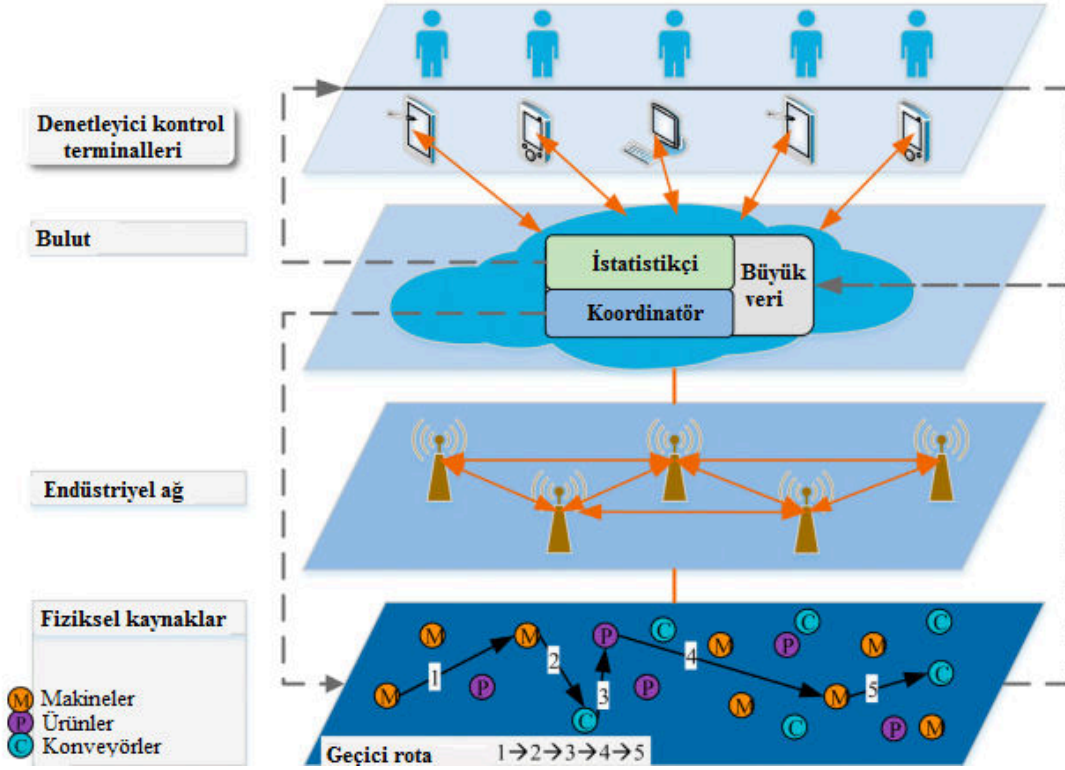 Denetleyici kontrol
terminalleri
Bulut
İstatistikçi
Koordinatör
Büyük
veri
Endüstriyel ağ
Fiziksel kaynaklar
M Makineler
P Ürünler
C Konveyörler
M
M
P
C
M
P
C
M
C
1
2
3
4
5
M
P
C
P
M
C
M
C
P
M
Geçici rota 1→2→3→4→5